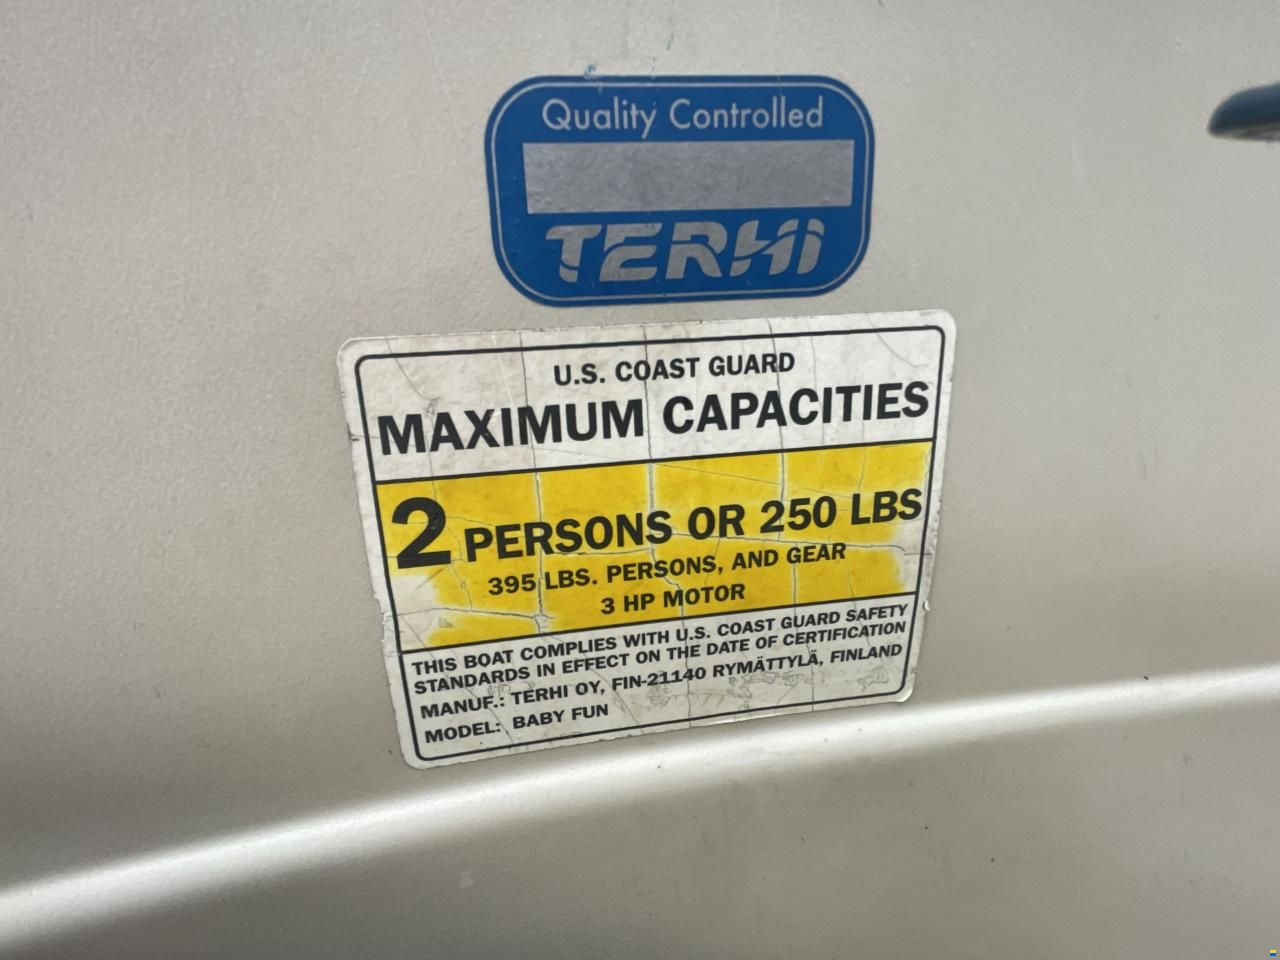 Quality Controlled
TERHI
U.S. COAST GUARD
MAXIMUM CAPACITIES
2 PERSONS OR 250 LBS
395 LBS. PERSONS, AND GEAR
3 HP MOTOR
THIS BOAT COMPLIES WITH U.S. COAST GUARD SAFETY
STANDARDS IN EFFECT ON THE DATE OF CERTIFICATION
MANUF.: TERHI OY, FIN-21140 RYMÄTTYLÄ, FINLAND
MODEL: BABY FUN